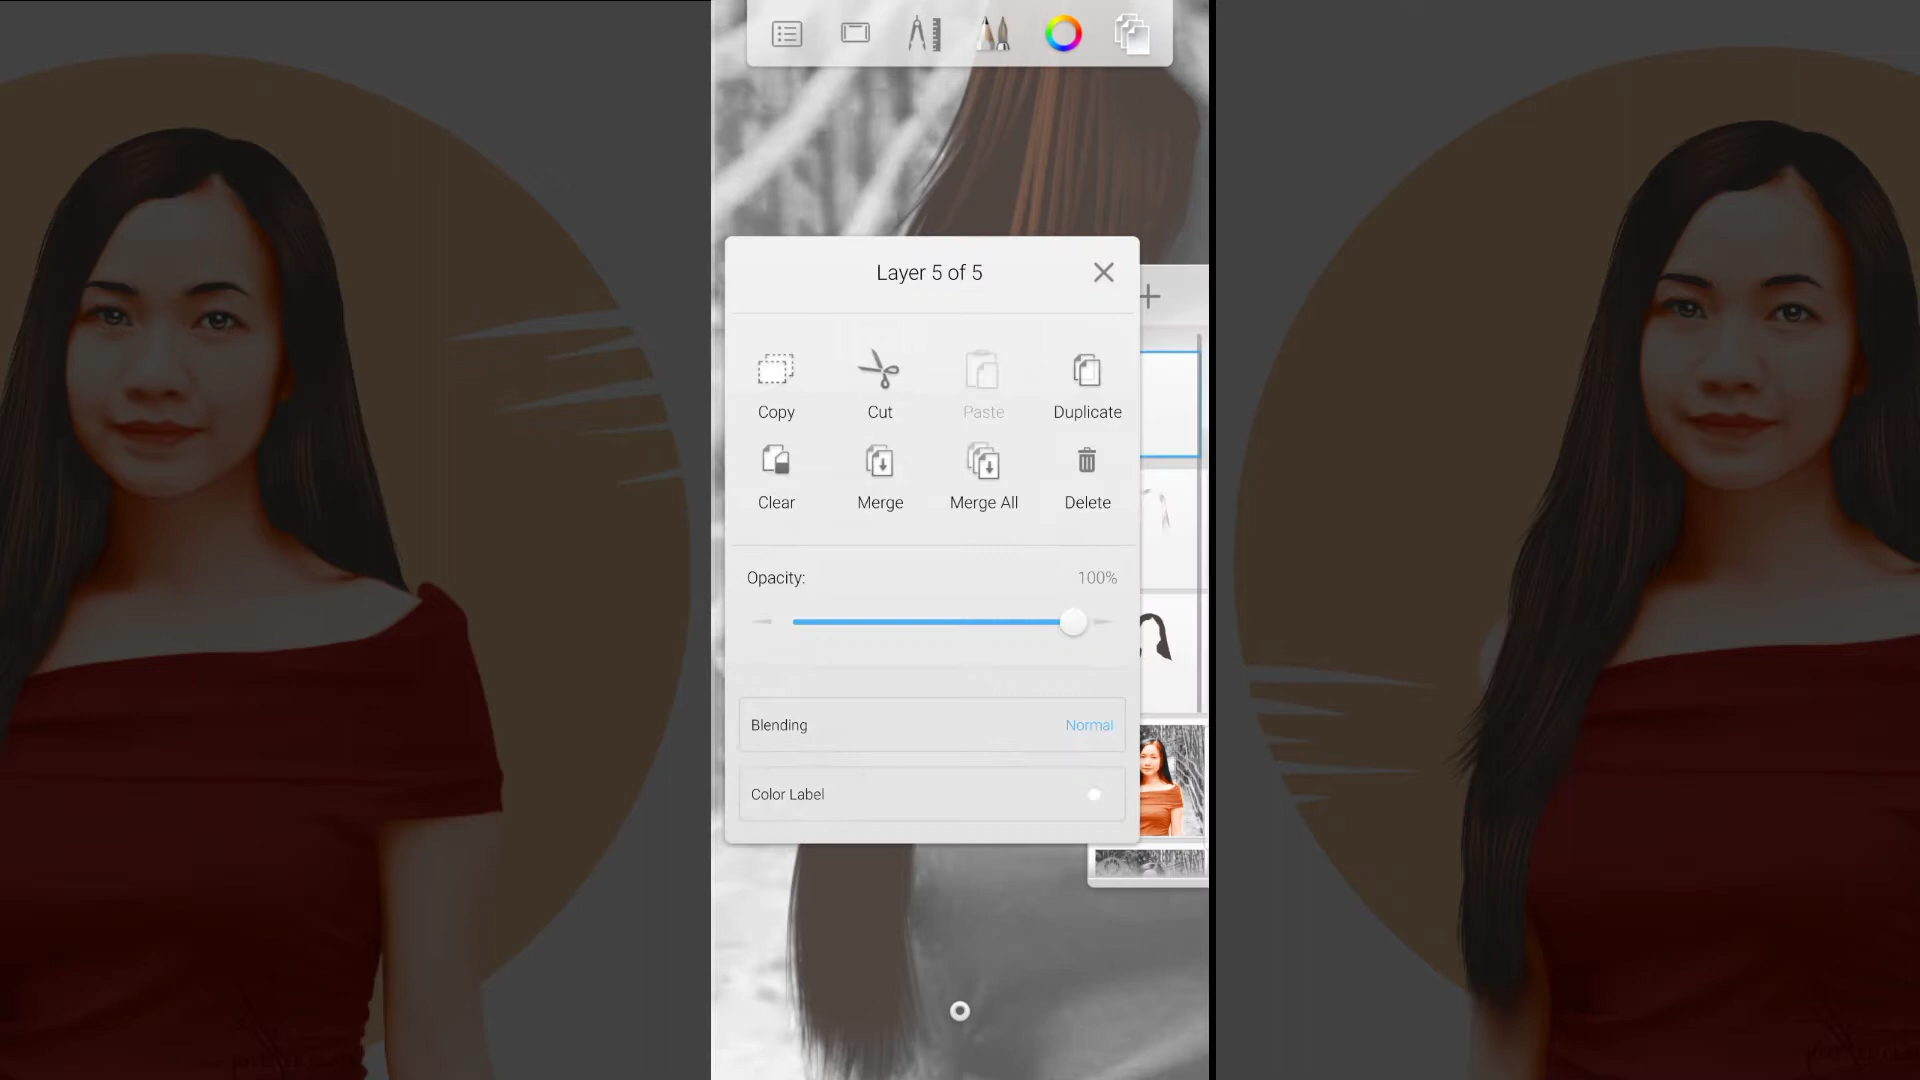 Layer 5 of 5
Copy
Cut
Paste
Duplicate
Clear
Merge
Merge All
Delete
Opacity:
100%
Blending
Normal
Color Label